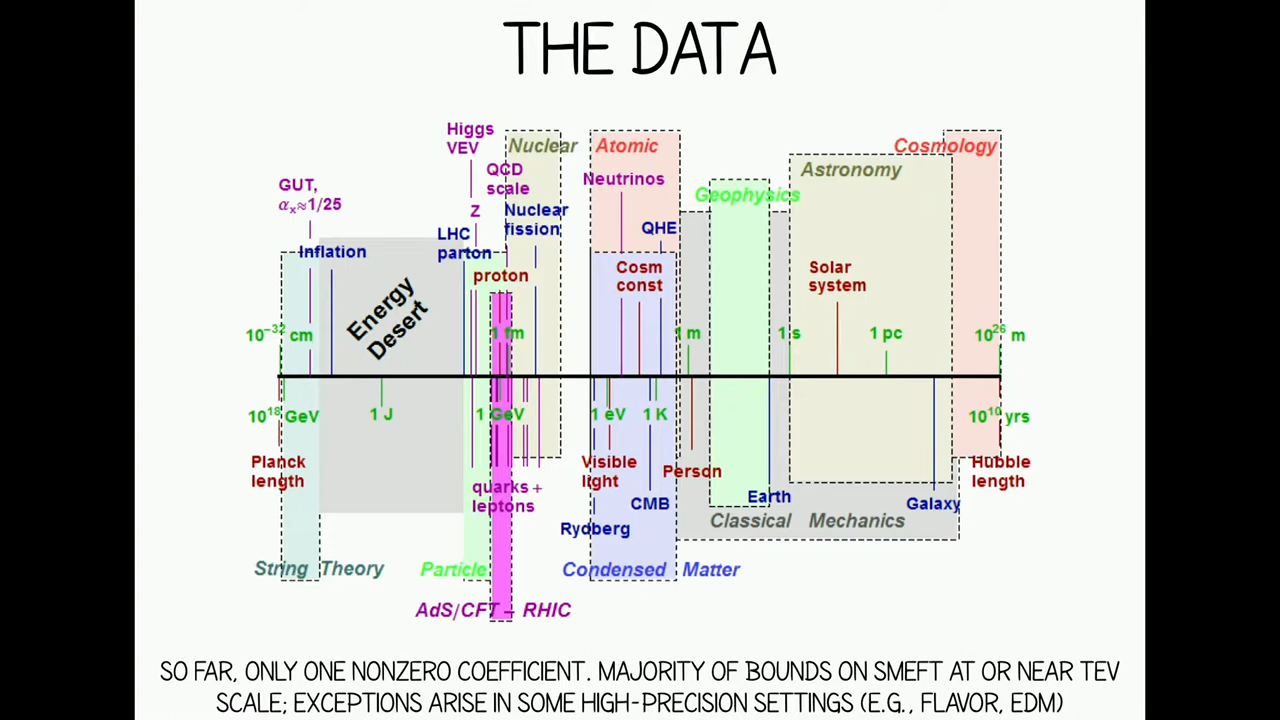 THE DATA
Higgs
VEV
Nuclear
Atomic
Cosmology
QCD
scale
Astronomy
GUT,
αx≈1/25
Neutrinos
Geophysics
Z
Nuclear
fission
LHC
parton
QHE
Inflation
proton
Cosm
const
Solar
system
Energy
Desert
10⁻³² cm
1 fm
1 m
1 s
1 pc
10²⁶ m
10¹⁸ GeV
1 J
1 GeV
1 eV
1 K
10¹⁰ yrs
Planck
length
Visible
light
Person
Hubble
length
quarks +
leptons
CMB
Earth
Galaxy
Rydberg
Classical Mechanics
String Theory
Particle
Condensed Matter
AdS/CFT – RHIC
SO FAR, ONLY ONE NONZERO COEFFICIENT. MAJORITY OF BOUNDS ON SMEFT AT OR NEAR TEV
SCALE; EXCEPTIONS ARISE IN SOME HIGH-PRECISION SETTINGS (E.G., FLAVOR, EDM)